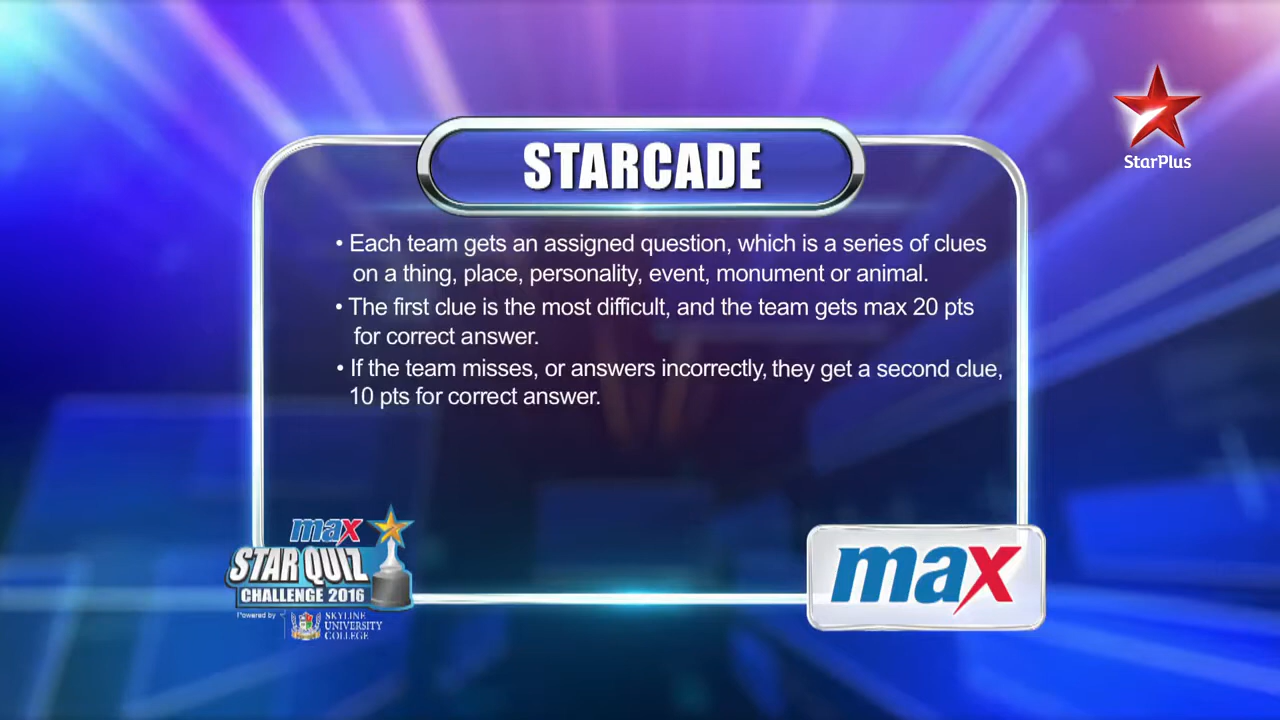 STARCADE
StarPlus
• Each team gets an assigned question, which is a series of clues
on a thing, place, personality, event, monument or animal.
• The first clue is the most difficult, and the team gets max 20 pts
for correct answer.
• If the team misses, or answers incorrectly, they get a second clue,
10 pts for correct answer.
max
STAR QUIZ
CHALLENGE 2016
Powered by
SKYLINE
UNIVERSITY
COLLEGE
max